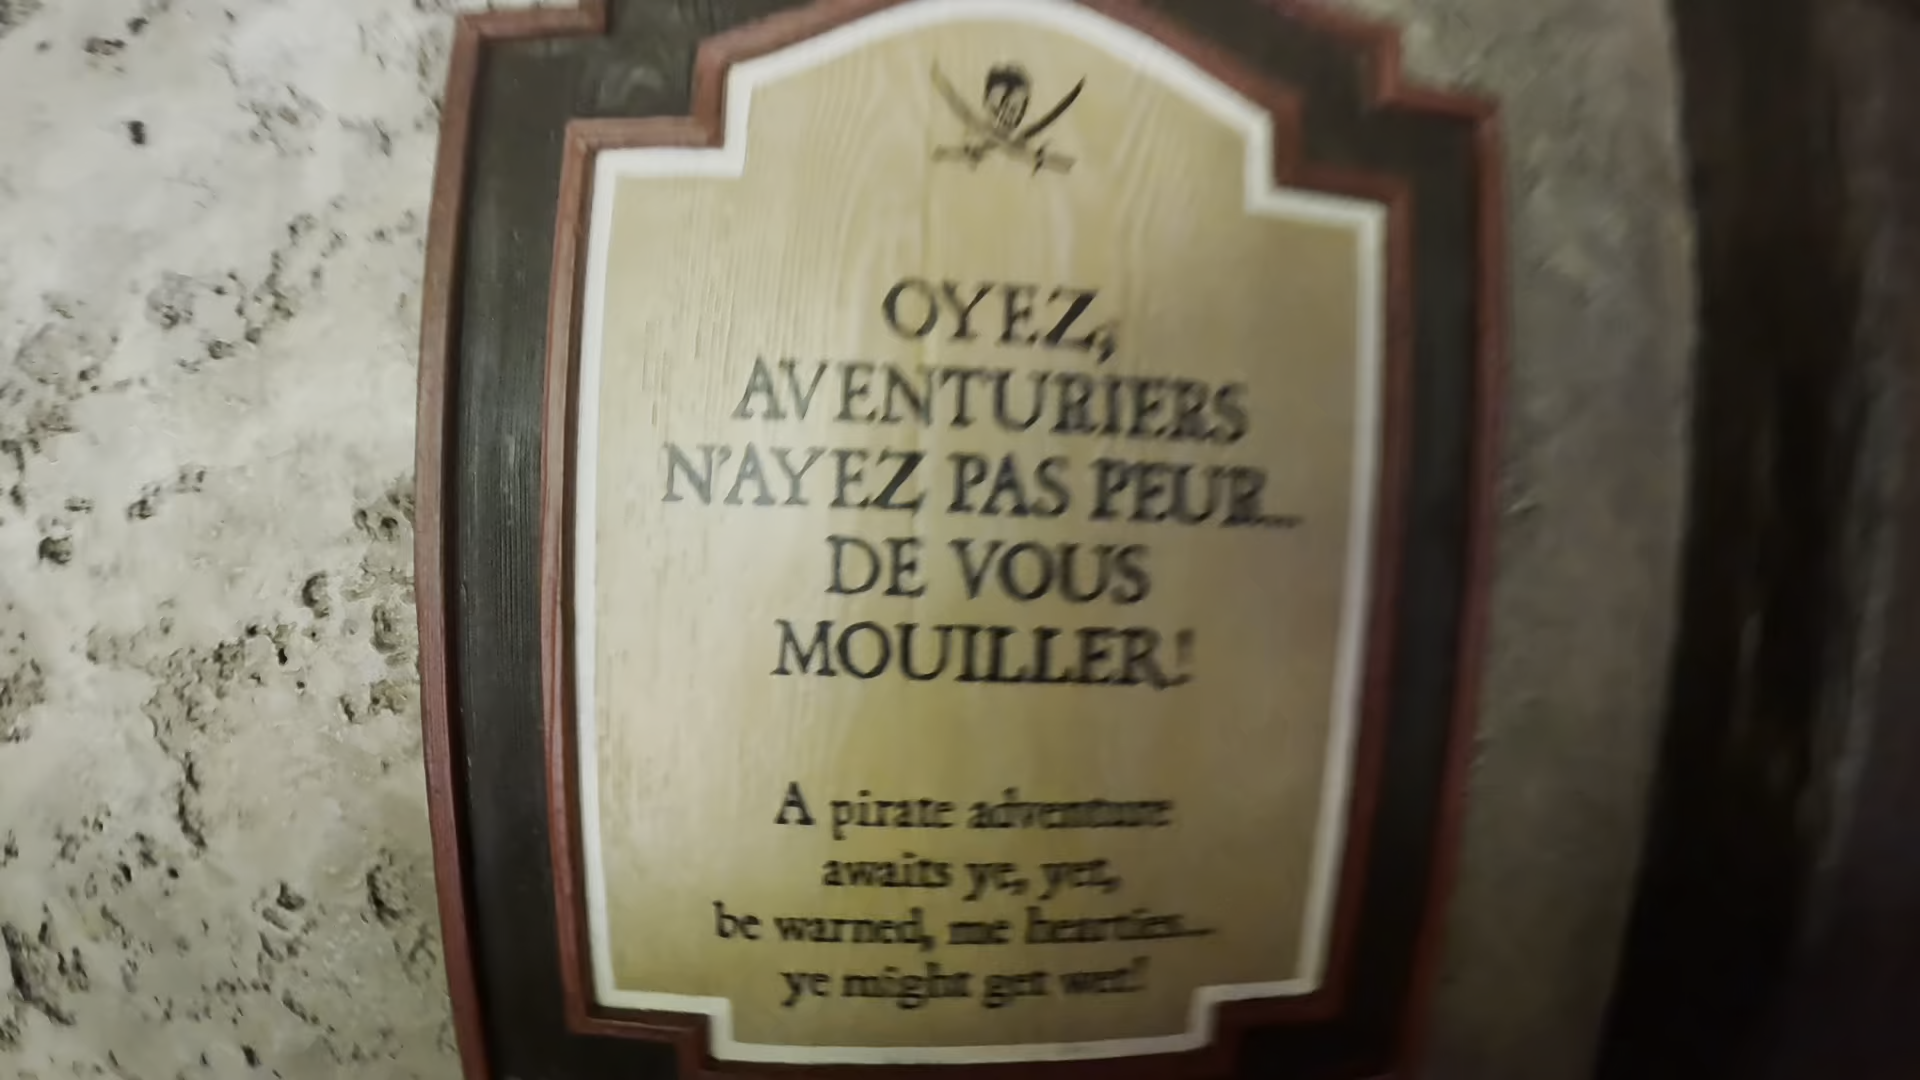 OYEZ,
AVENTURIERS
N'AYEZ PAS PEUR...
DE VOUS
MOUILLER!
A pirate adventure
awaits ye, yet,
be warned, me hearties...
ye might get wet!